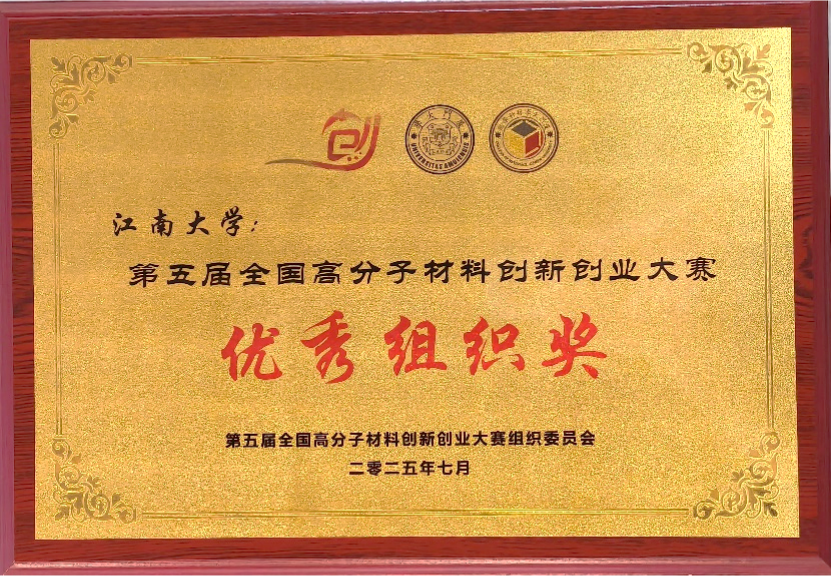 UNIVERSITAS AMOIENSIS
江南大学：
第五届全国高分子材料创新创业大赛
优秀组织奖
第五届全国高分子材料创新创业大赛组织委员会
二零二五年七月